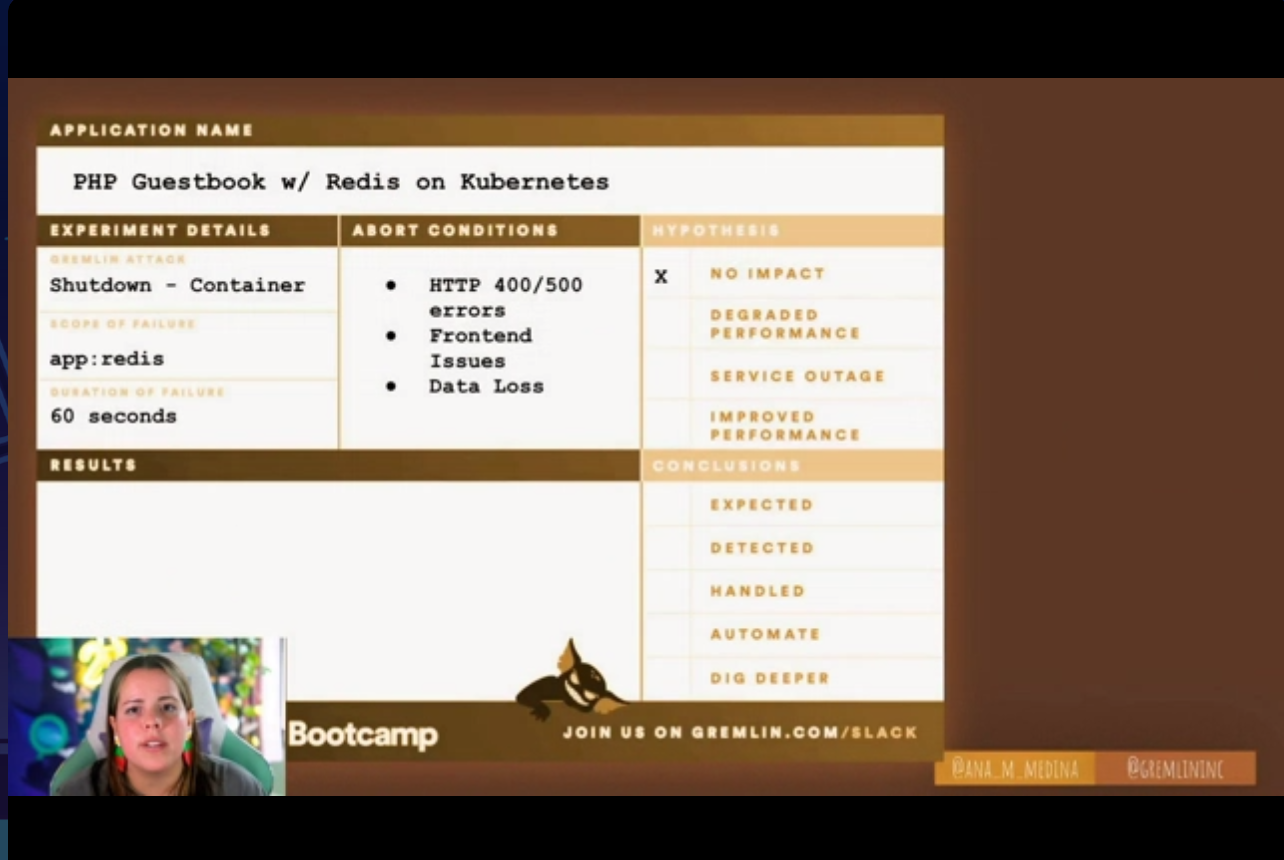 APPLICATION NAME
PHP Guestbook w/ Redis on Kubernetes
EXPERIMENT DETAILS
GREMLIN ATTACK
Shutdown - Container
SCOPE OF FAILURE
app:redis
DURATION OF FAILURE
60 seconds
ABORT CONDITIONS
● HTTP 400/500
errors
● Frontend
Issues
● Data Loss
HYPOTHESIS
X NO IMPACT
DEGRADED
PERFORMANCE
SERVICE OUTAGE
IMPROVED
PERFORMANCE
RESULTS
CONCLUSIONS
EXPECTED
DETECTED
HANDLED
AUTOMATE
DIG DEEPER
Bootcamp
JOIN US ON GREMLIN.COM/SLACK
@ANA_M_MEDINA
@GREMLININC